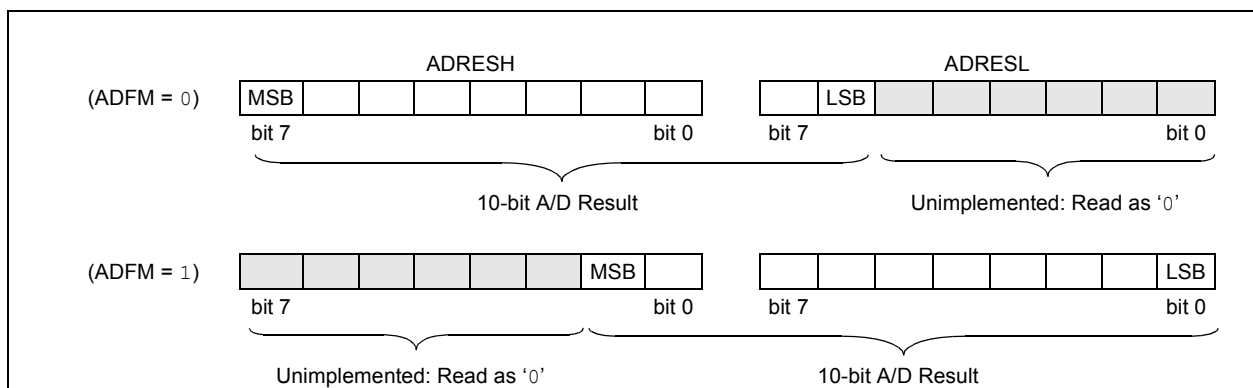 ADRESH ADRESL
(ADFM = 0) MSB LSB
bit 7 bit 0 bit 7 bit 0
10-bit A/D Result Unimplemented: Read as ‘0’
(ADFM = 1) MSB LSB
bit 7 bit 0 bit 7 bit 0
Unimplemented: Read as ‘0’ 10-bit A/D Result